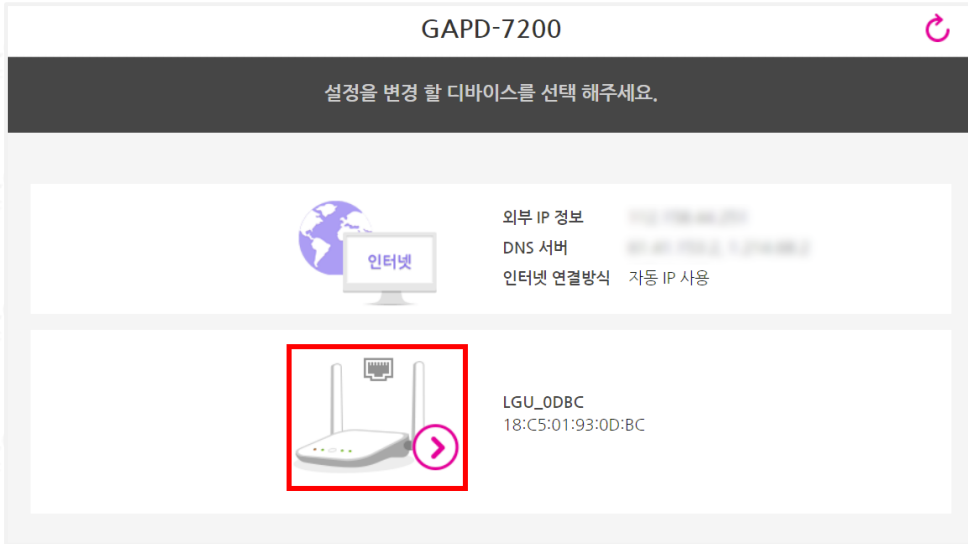 GAPD-7200
설정을 변경 할 디바이스를 선택 해주세요.
인터넷
외부 IP 정보
DNS 서버
인터넷 연결방식 자동 IP 사용
LGU_0DBC
18:C5:01:93:0D:BC